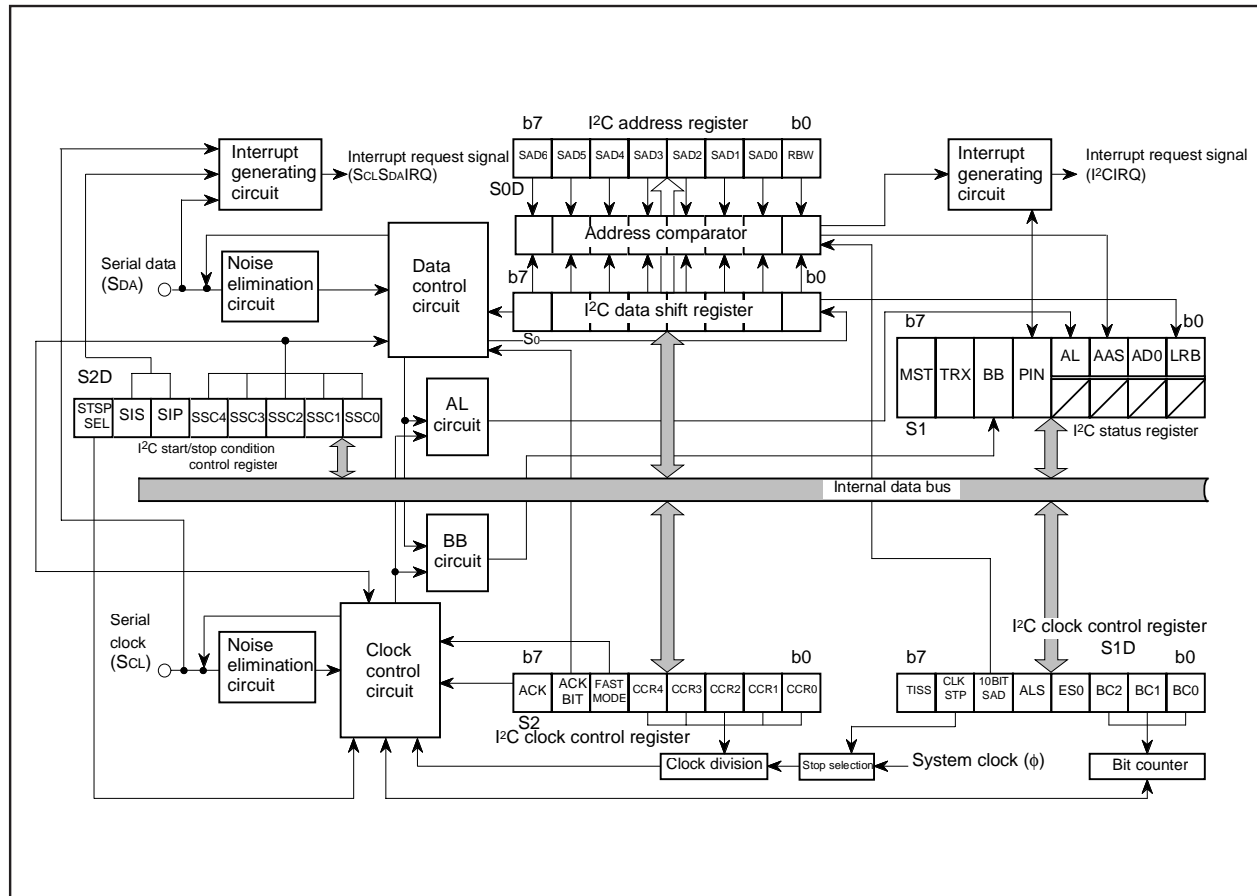 b7 I²C address register b0
Interrupt
generating
circuit
Interrupt request signal
(SCLSDAIRQ)
SAD6 SAD5 SAD4 SAD3 SAD2 SAD1 SAD0 RBW
S0D
Interrupt
generating
circuit
Interrupt request signal
(I²CIRQ)
Address comparator
Serial data
(SDA)
Noise
elimination
circuit
Data
control
circuit
b7 b0
I²C data shift register
S0
b7 b0
MST TRX BB PIN AL AAS AD0 LRB
S1
I²C status register
S2D
STSP
SEL
SIS SIP SSC4 SSC3 SSC2 SSC1 SSC0
I²C start/stop condition
control register
AL
circuit
Internal data bus
BB
circuit
Serial
clock
(SCL)
Noise
elimination
circuit
Clock
control
circuit
b7 b0
ACK
ACK
BIT
FAST
MODE
CCR4 CCR3 CCR2 CCR1 CCR0
S2
I²C clock control register
I²C clock control register
S1D
b7 b0
TISS
CLK
STP
10BIT
SAD
ALS ES0 BC2 BC1 BC0
Clock division
Stop selection
System clock (ϕ)
Bit counter